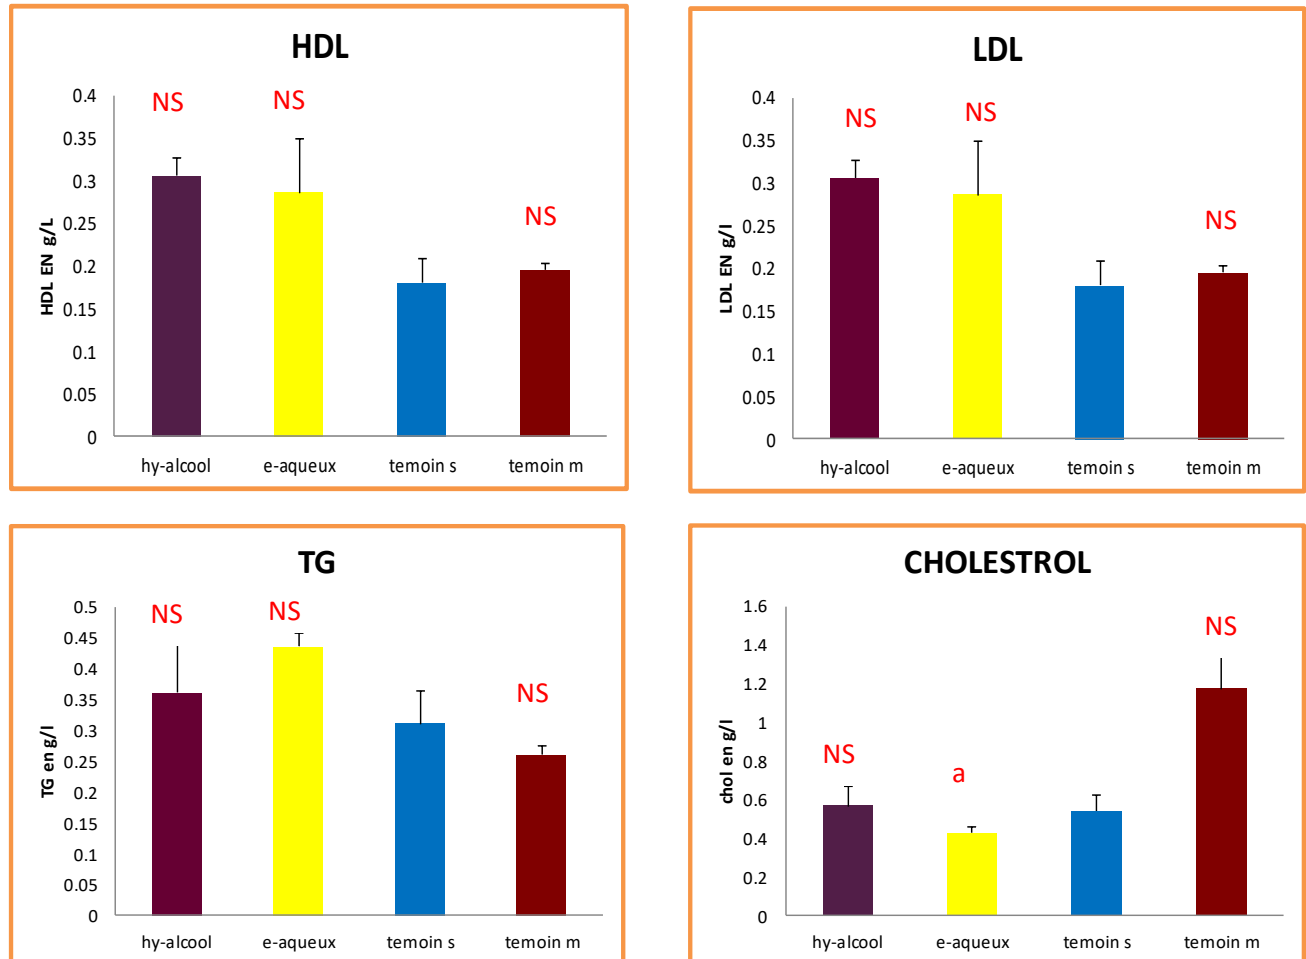 HDL
HDL EN g/L
0.4
0.35
0.3
0.25
0.2
0.15
0.1
0.05
0
NS
NS
NS
hy-alcool
e-aqueux
temoin s
temoin m
LDL
LDL EN g/l
0.4
0.35
0.3
0.25
0.2
0.15
0.1
0.05
0
NS
NS
NS
hy-alcool
e-aqueux
temoin s
temoin m
TG
TG en g/l
0.5
0.45
0.4
0.35
0.3
0.25
0.2
0.15
0.1
0.05
0
NS
NS
NS
hy-alcool
e-aqueux
temoin s
temoin m
CHOLESTROL
chol en g/l
1.6
1.4
1.2
1
0.8
0.6
0.4
0.2
0
NS
a
NS
hy-alcool
e-aqueux
temoin s
temoin m